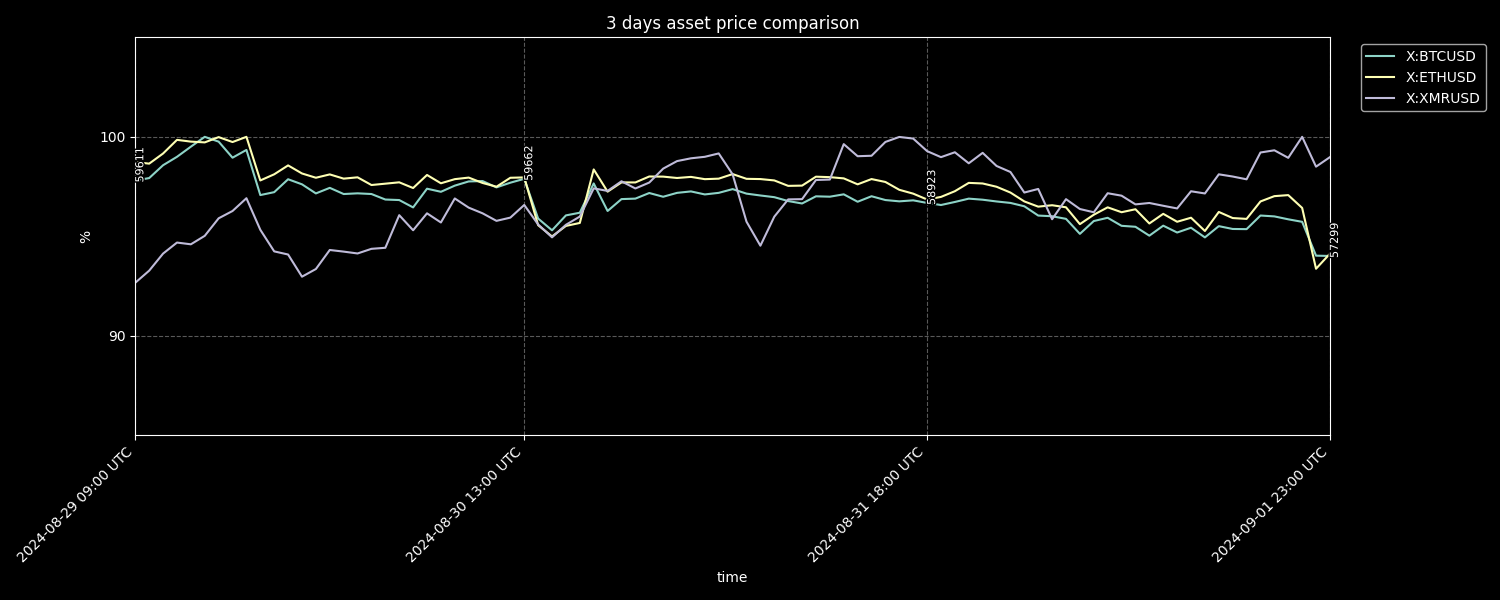 3 days asset price comparison
X:BTCUSD
X:ETHUSD
X:XMRUSD
100
90
%
59611
59662
58923
57299
2024-08-29 09:00 UTC
2024-08-30 13:00 UTC
2024-08-31 18:00 UTC
2024-09-01 23:00 UTC
time